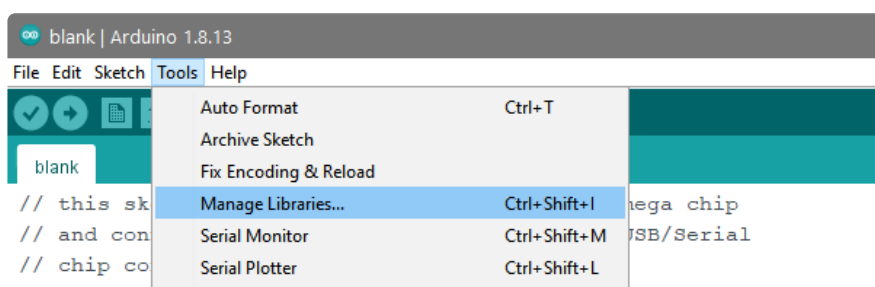 blank | Arduino 1.8.13
File Edit Sketch Tools Help
Auto Format Ctrl+T
Archive Sketch
blank
Fix Encoding & Reload
// this sk Manage Libraries... Ctrl+Shift+I ega chip
// and con Serial Monitor Ctrl+Shift+M USB/Serial
// chip co Serial Plotter Ctrl+Shift+L